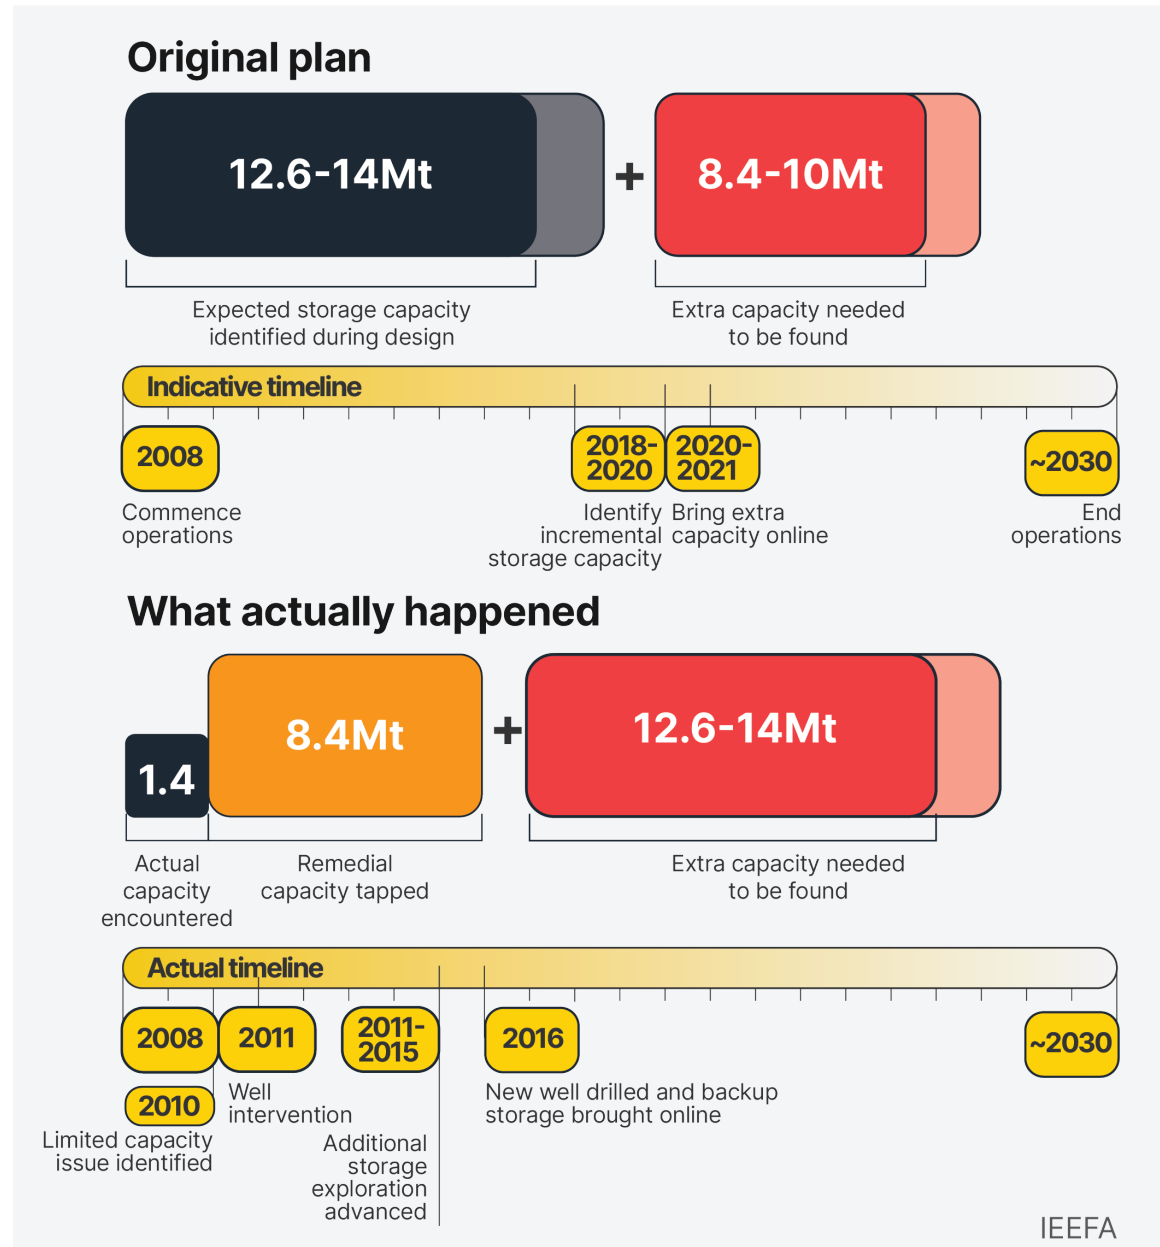 Original plan
12.6-14Mt
+
8.4-10Mt
Expected storage capacity
identified during design
Extra capacity needed
to be found
Indicative timeline
2008
Commence
operations
2018-
2020
Identify
incremental
storage capacity
2020-
2021
Bring extra
capacity online
~2030
End
operations
What actually happened
1.4
8.4Mt
+
12.6-14Mt
Actual
capacity
encountered
Remedial
capacity tapped
Extra capacity needed
to be found
Actual timeline
2008
2010
Limited capacity
issue identified
2011
Well
intervention
2011-
2015
Additional
storage
exploration
advanced
2016
New well drilled and backup
storage brought online
~2030
IEEFA